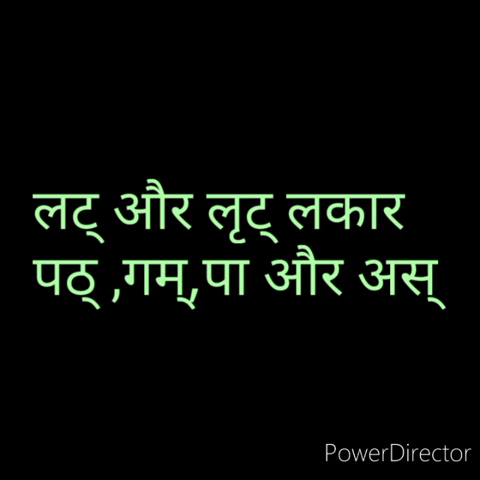 लट् और लृट् लकार
पठ् ,गम्,पा और अस्
PowerDirector